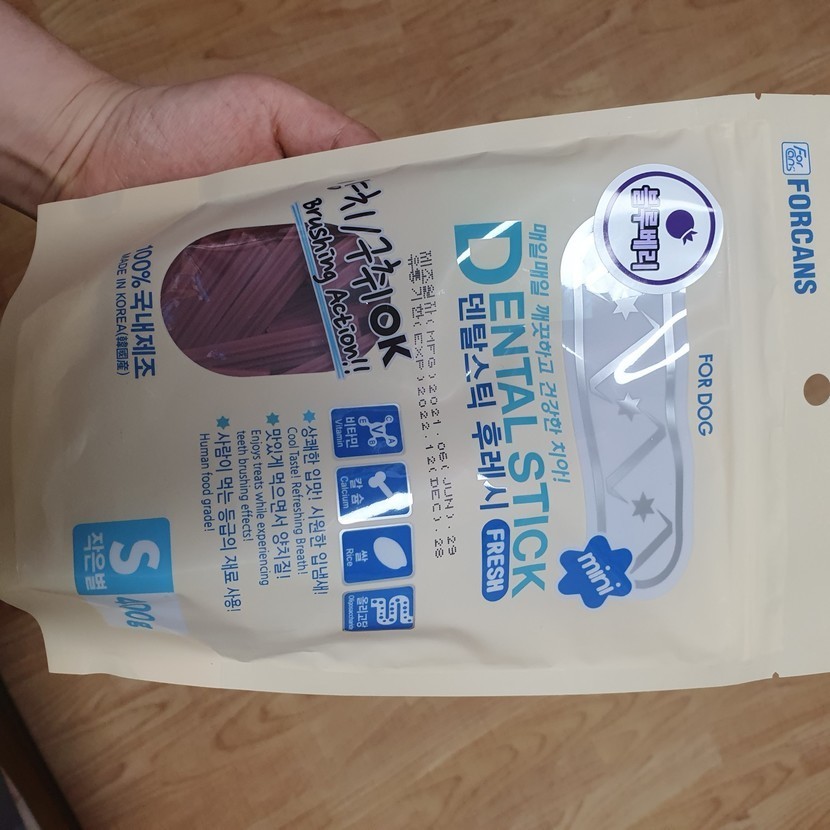 For cans
FORCANS
FOR DOG
블루베리
mini
매일매일 깨끗하고 건강한 치아!
DENTAL STICK
덴탈스틱 후레시 FRESH
제조일자(MFG)2021.06(JUN).29
유통기한(EXP)2022.12(DEC).28
양치/구취OK
Brushing Action!!
비타민
Vitamin
칼슘
Calcium
쌀
Rice
올리고당
Oligosaccharide
상쾌한 입맛! 시원한 입냄새!
Cool Taste! Refreshing Breath!
맛있게 먹으면서 양치질!
Enjoys treats while experiencing
teeth brushing effects!
사람이 먹는 등급의 재료 사용!
Human food grade!
100% 국내제조
MADE IN KOREA(韓國産)
S
작은별
400g